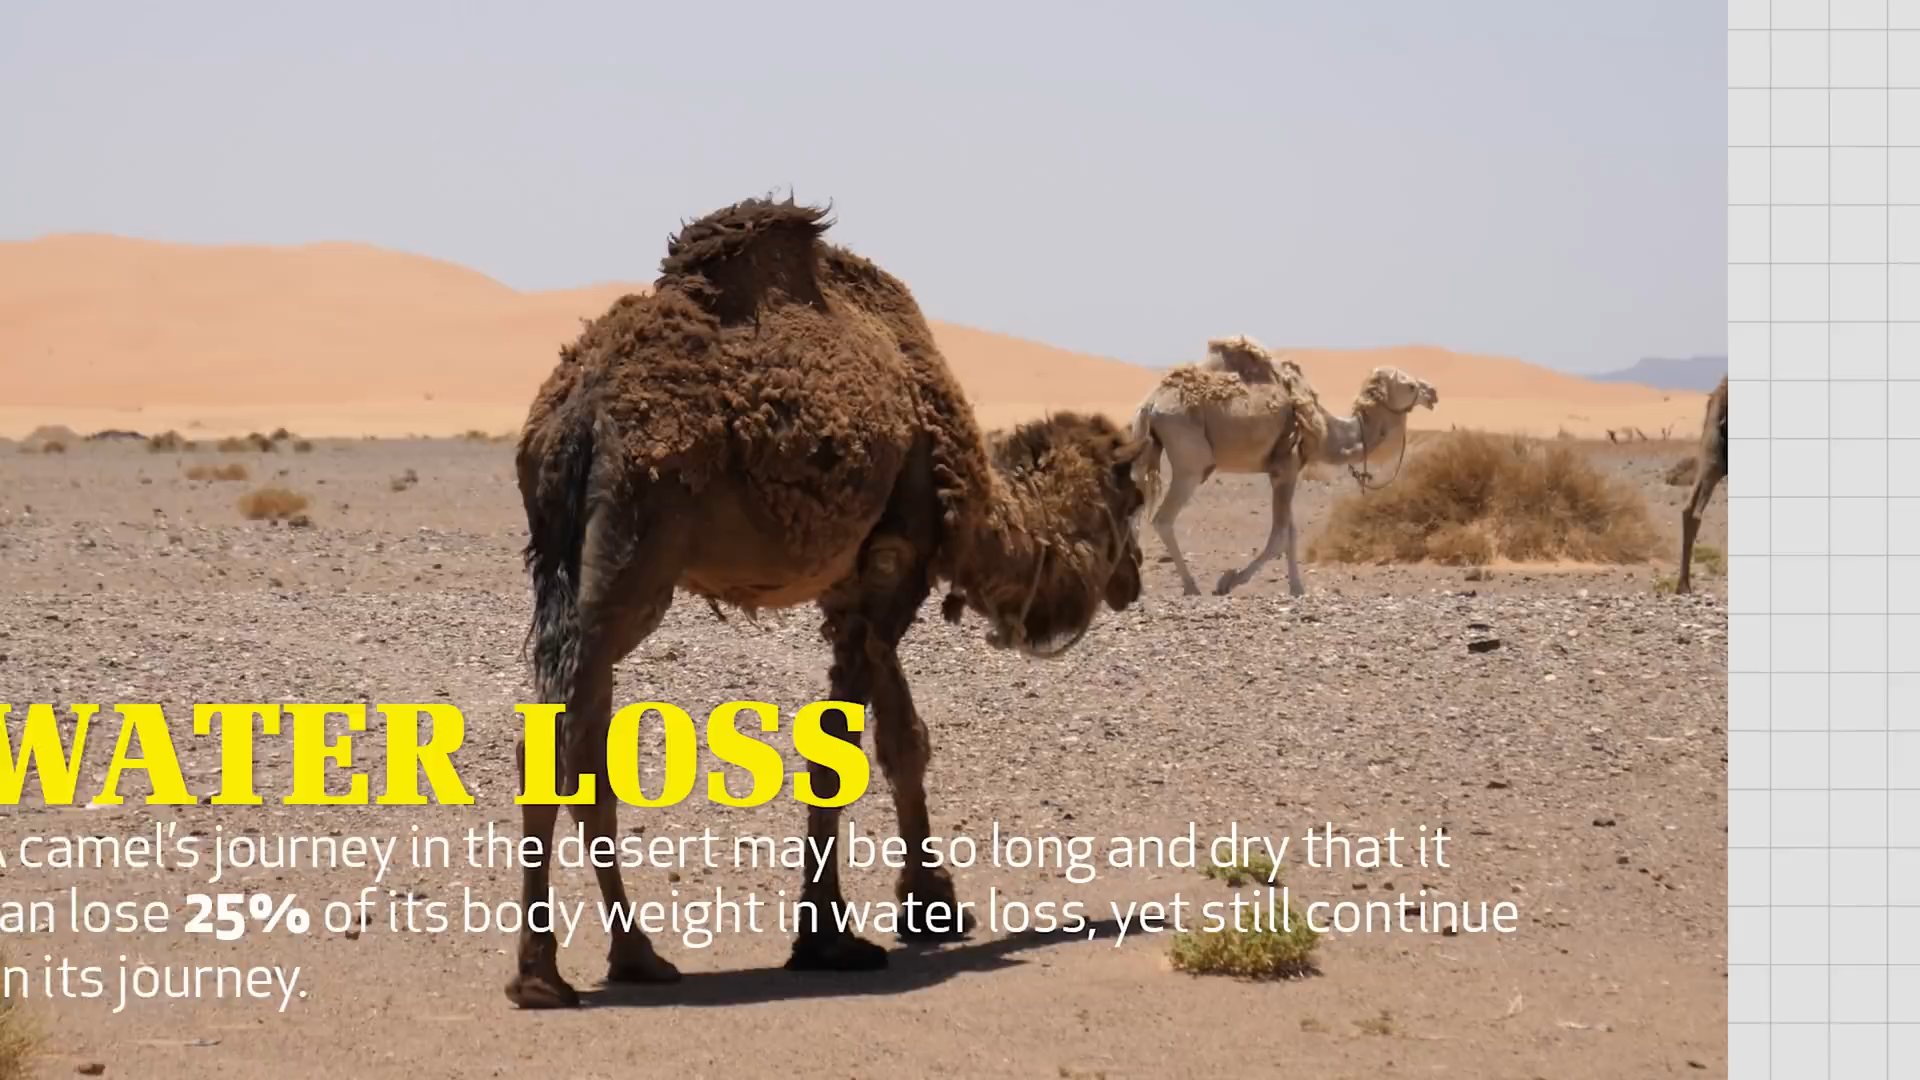 WATER LOSS
A camel’s journey in the desert may be so long and dry that it
an lose 25% of its body weight in water loss, yet still continue
n its journey.